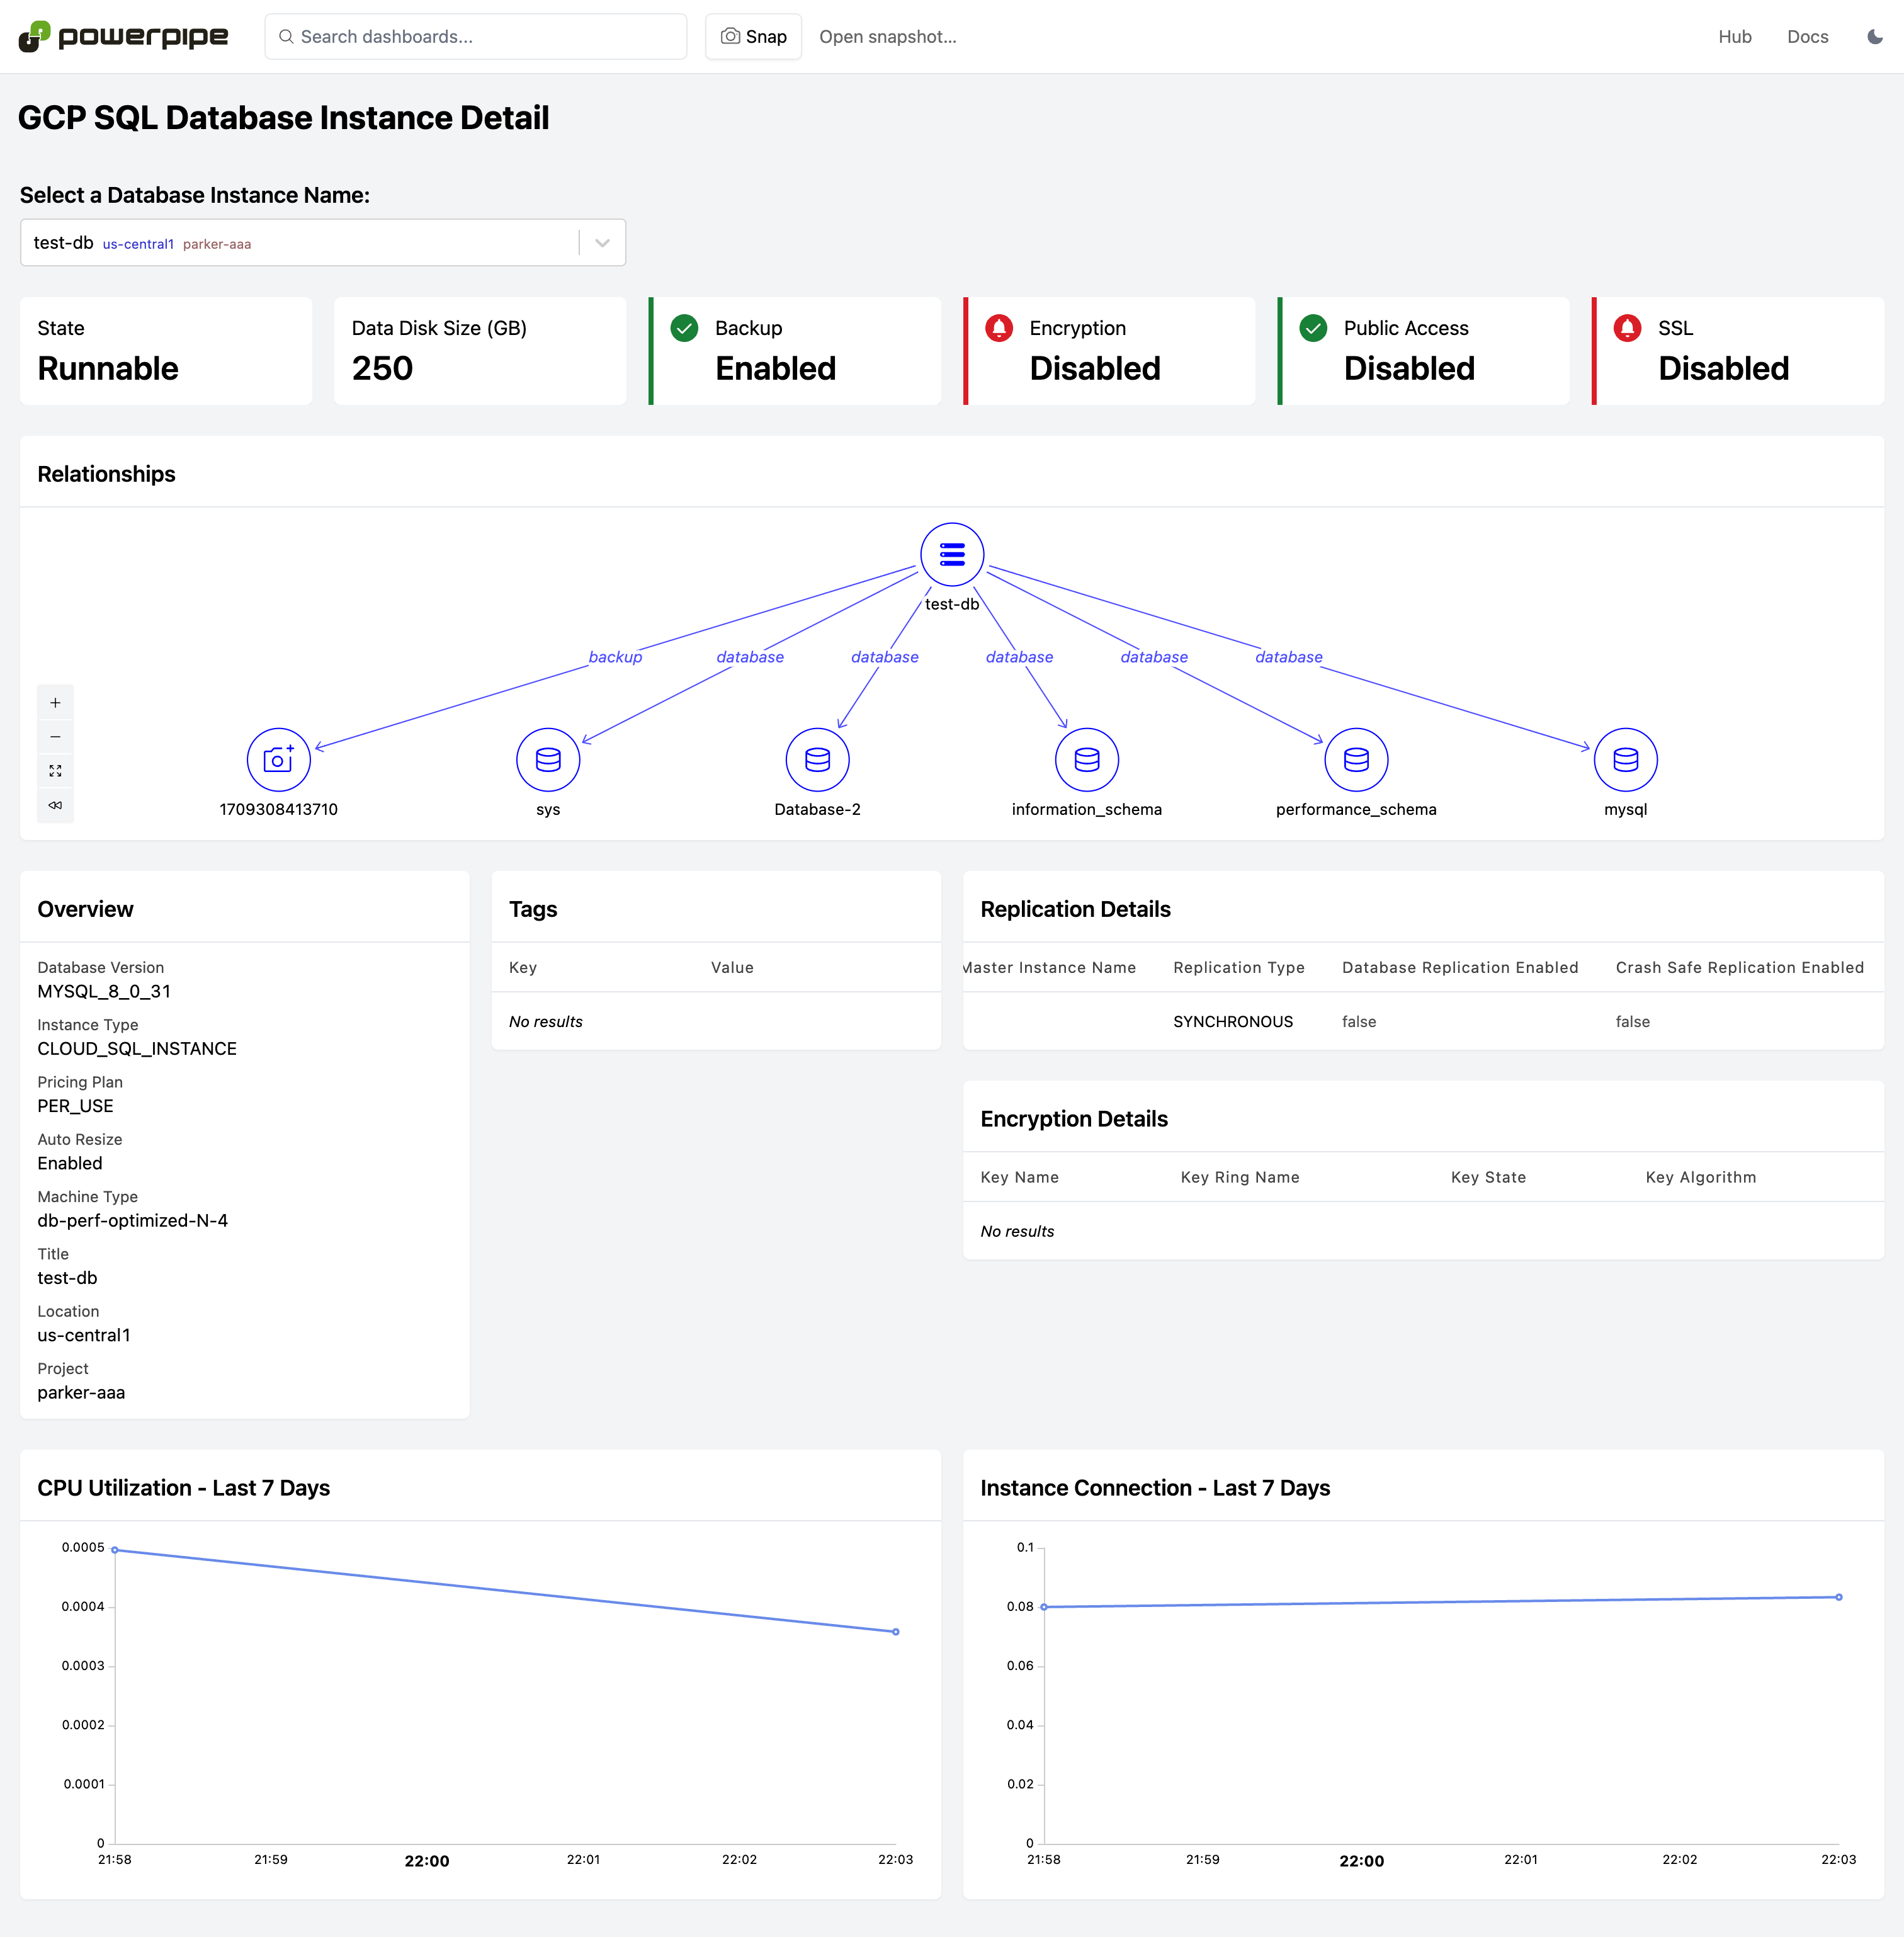 powerpipe
Search dashboards...
Snap
Open snapshot...
Hub
Docs
GCP SQL Database Instance Detail
Select a Database Instance Name:
test-db us-central1 parker-aaa
State
Runnable
Data Disk Size (GB)
250
Backup
Enabled
Encryption
Disabled
Public Access
Disabled
SSL
Disabled
Relationships
test-db
backup
database
database
database
database
database
1709308413710
sys
Database-2
information_schema
performance_schema
mysql
Overview
Database Version
MYSQL_8_0_31
Instance Type
CLOUD_SQL_INSTANCE
Pricing Plan
PER_USE
Auto Resize
Enabled
Machine Type
db-perf-optimized-N-4
Title
test-db
Location
us-central1
Project
parker-aaa
Tags
Key Value
No results
Replication Details
Master Instance Name Replication Type Database Replication Enabled Crash Safe Replication Enabled
SYNCHRONOUS false false
Encryption Details
Key Name Key Ring Name Key State Key Algorithm
No results
CPU Utilization - Last 7 Days
0.0005
0.0004
0.0003
0.0002
0.0001
0
21:58 21:59 22:00 22:01 22:02 22:03
Instance Connection - Last 7 Days
0.1
0.08
0.06
0.04
0.02
0
21:58 21:59 22:00 22:01 22:02 22:03